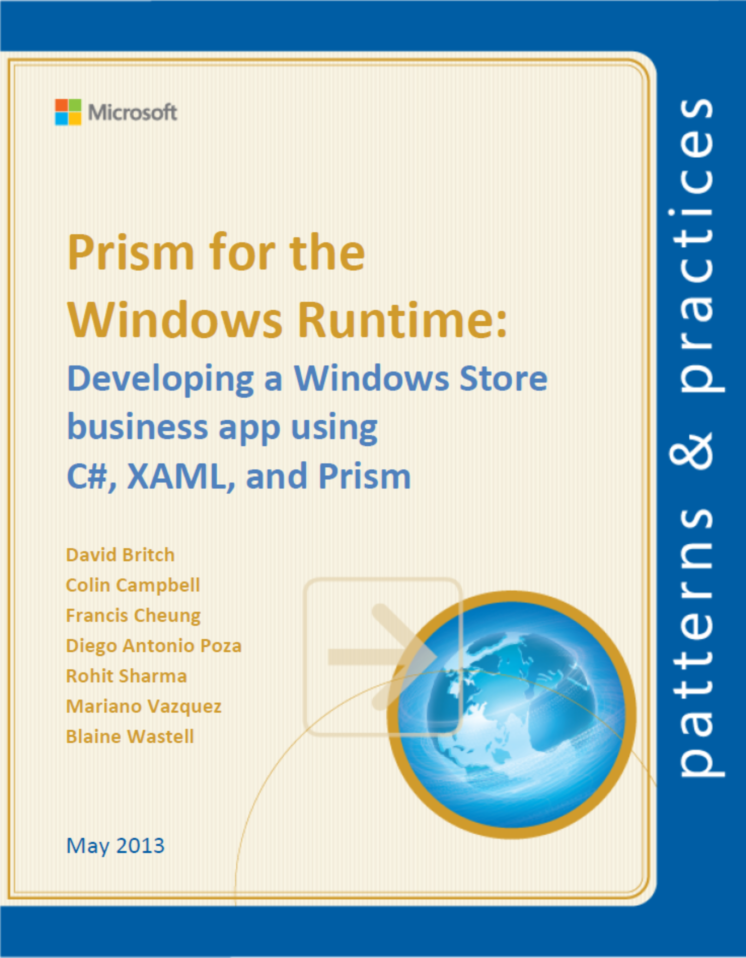 Microsoft
Prism for the
Windows Runtime:
Developing a Windows Store
business app using
C#, XAML, and Prism
David Britch
Colin Campbell
Francis Cheung
Diego Antonio Poza
Rohit Sharma
Mariano Vazquez
Blaine Wastell
May 2013
patterns & practices